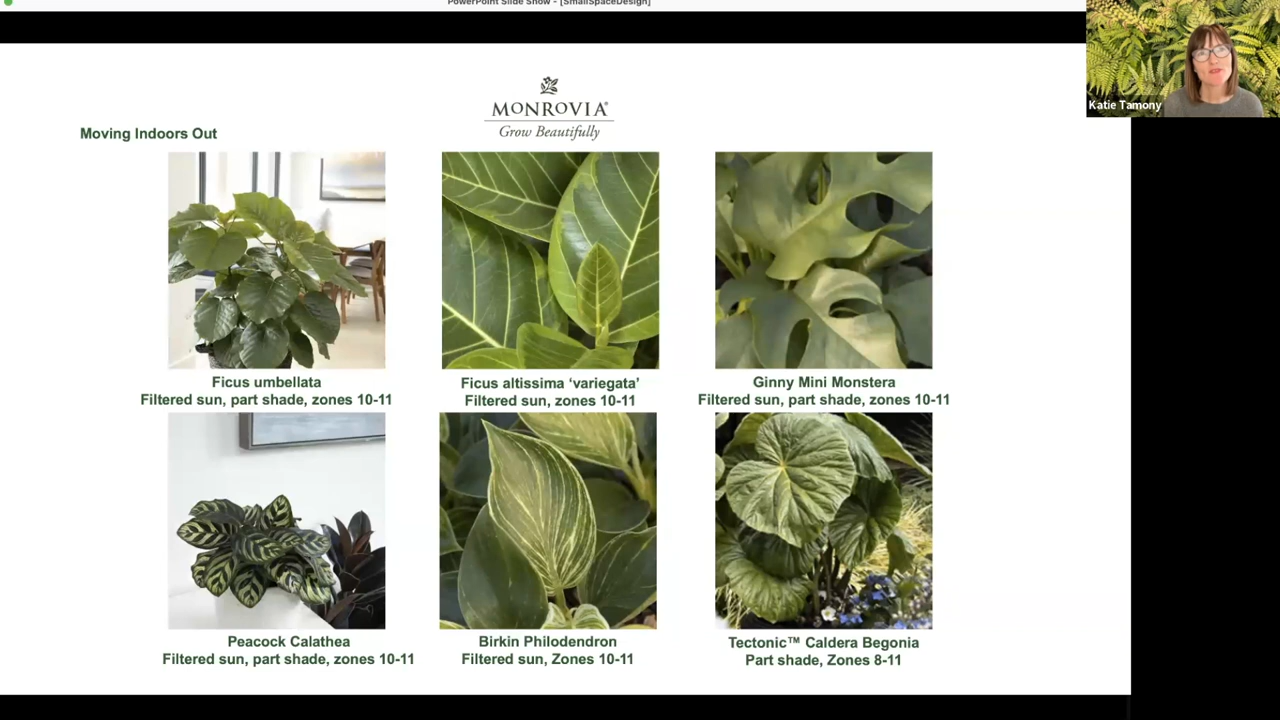 PowerPoint Slide Show - [SmallSpaceDesign]
Katie Tamony
MONROVIA®
Grow Beautifully
Moving Indoors Out
Ficus umbellata
Filtered sun, part shade, zones 10-11
Ficus altissima ‘variegata’
Filtered sun, zones 10-11
Ginny Mini Monstera
Filtered sun, part shade, zones 10-11
Peacock Calathea
Filtered sun, part shade, zones 10-11
Birkin Philodendron
Filtered sun, Zones 10-11
Tectonic™ Caldera Begonia
Part shade, Zones 8-11